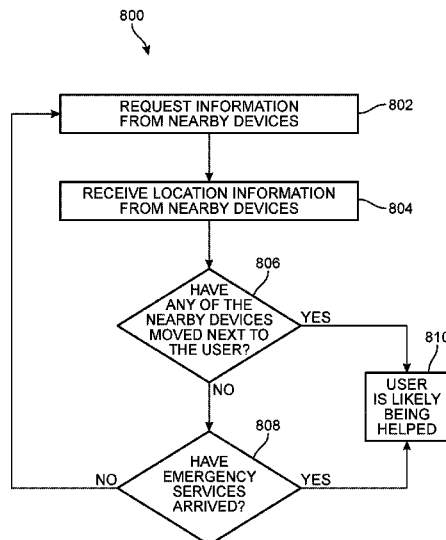 800
REQUEST INFORMATION
FROM NEARBY DEVICES
802
RECEIVE LOCATION INFORMATION
FROM NEARBY DEVICES
804
806
HAVE
ANY OF THE
NEARBY DEVICES
MOVED NEXT TO
THE USER?
YES
NO
810
USER
IS LIKELY
BEING
HELPED
808
HAVE
EMERGENCY
SERVICES
ARRIVED?
NO
YES